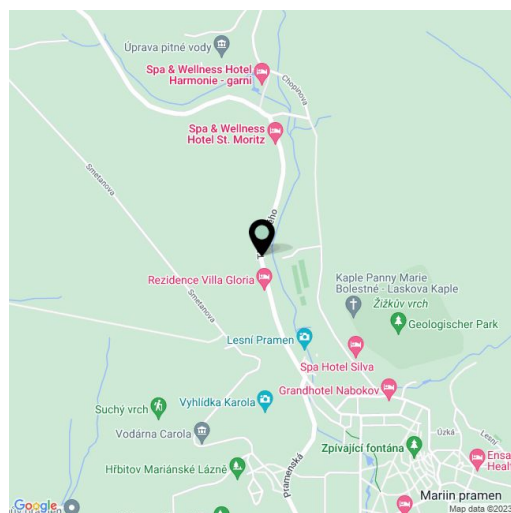 Úprava pitné vody
Spa & Wellness Hotel
Harmonie - garni
Chopinova
Spa & Wellness
Hotel St. Moritz
Smetanova
Rezidence Villa Gloria
Kaple Panny Marie
Bolestné - Laskova Kaple
Žižkův vrch
Geologischer Park
Smetanova
Lesní Pramen
Spa Hotel Silva
Grandhotel Nabokov
Vyhlídka Karola
Suchý vrch
Vodárna Carola
Úzká
Lesní
Zpívající fontána
Ensa
Healt
Hřbitov Mariánské Lázně
Pramenská
Mariin pramen
Google
Map data ©2023